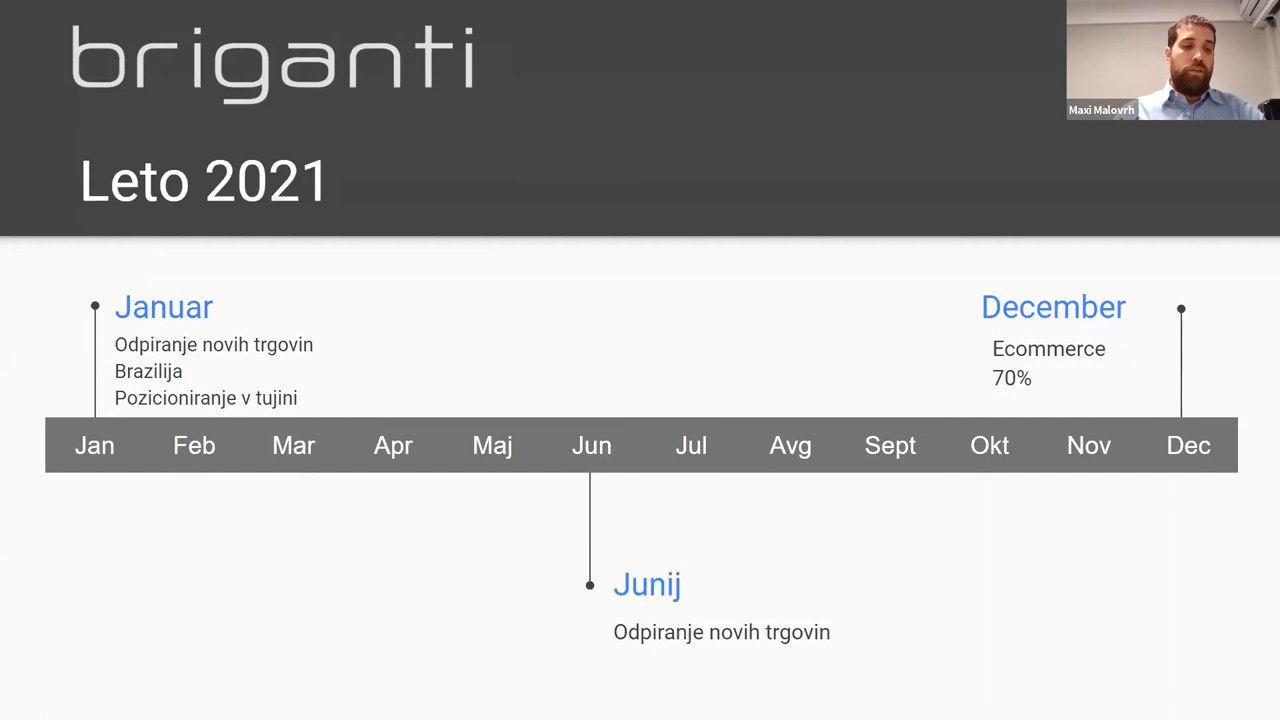 briganti
Maxi Malovrh
Leto 2021
Januar
Odpiranje novih trgovin
Brazilija
Pozicioniranje v tujini
December
Ecommerce
70%
Jan Feb Mar Apr Maj Jun Jul Avg Sept Okt Nov Dec
Junij
Odpiranje novih trgovin